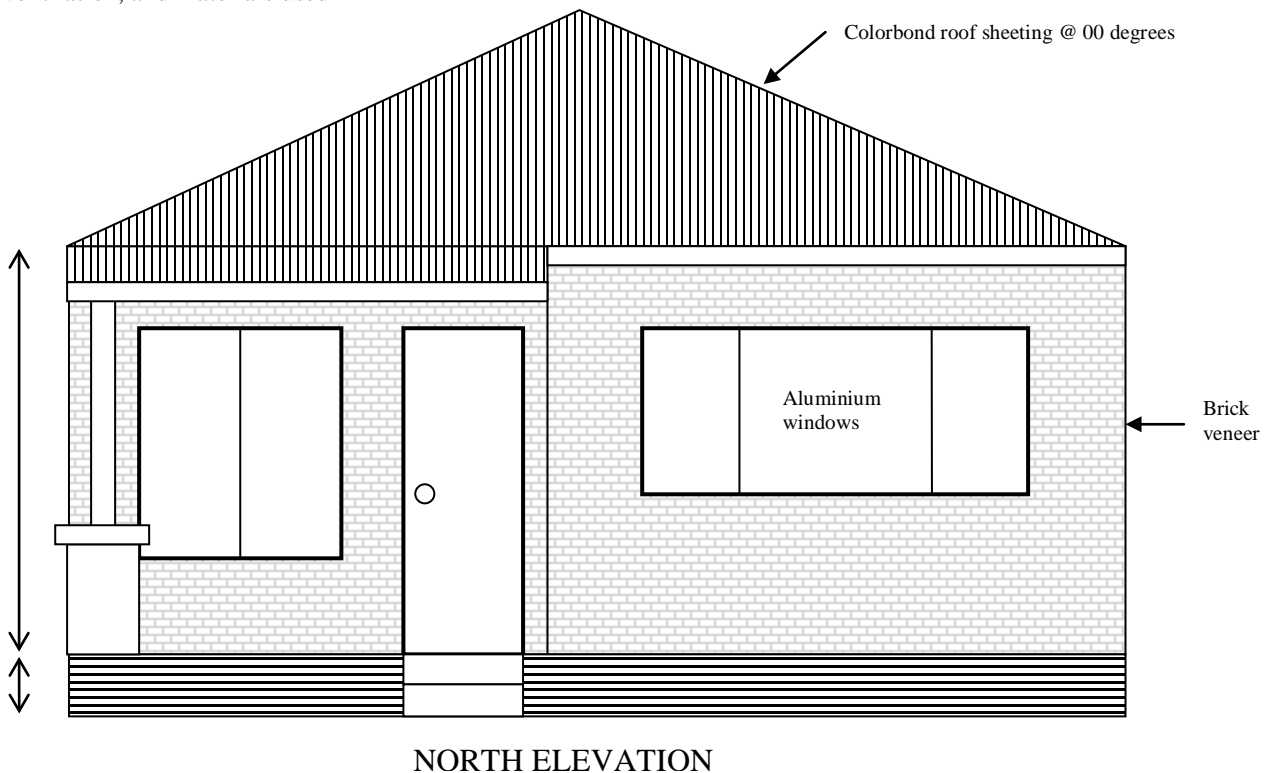 Colorbond roof sheeting @ 00 degrees
Aluminium
windows
Brick
veneer
NORTH ELEVATION